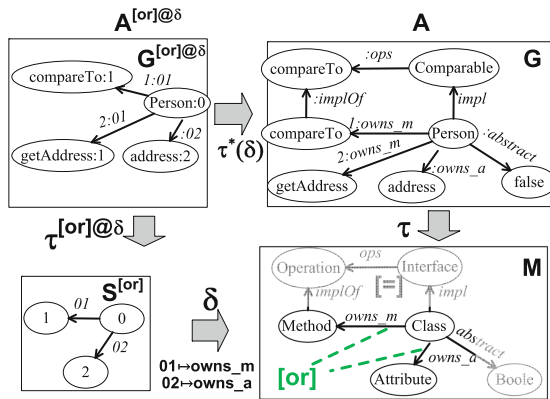 A[or]@δ
A
G[or]@δ
G
compareTo:1
1:01
Person:0
2:01
:02
getAddress:1
address:2
τ*(δ)
:ops
compareTo
Comparable
:implOf
impl
compareTo
1:owns_m
Person
:abstract
2:owns_m
:owns_a
getAddress
address
false
τ[or]@δ
τ
S[or]
1
01
0
02
2
δ
01↦owns_m
02↦owns_a
M
Operation
ops
Interface
[=]
implOf
impl
Method
owns_m
Class
abstract
owns_a
[or]
Attribute
Boole